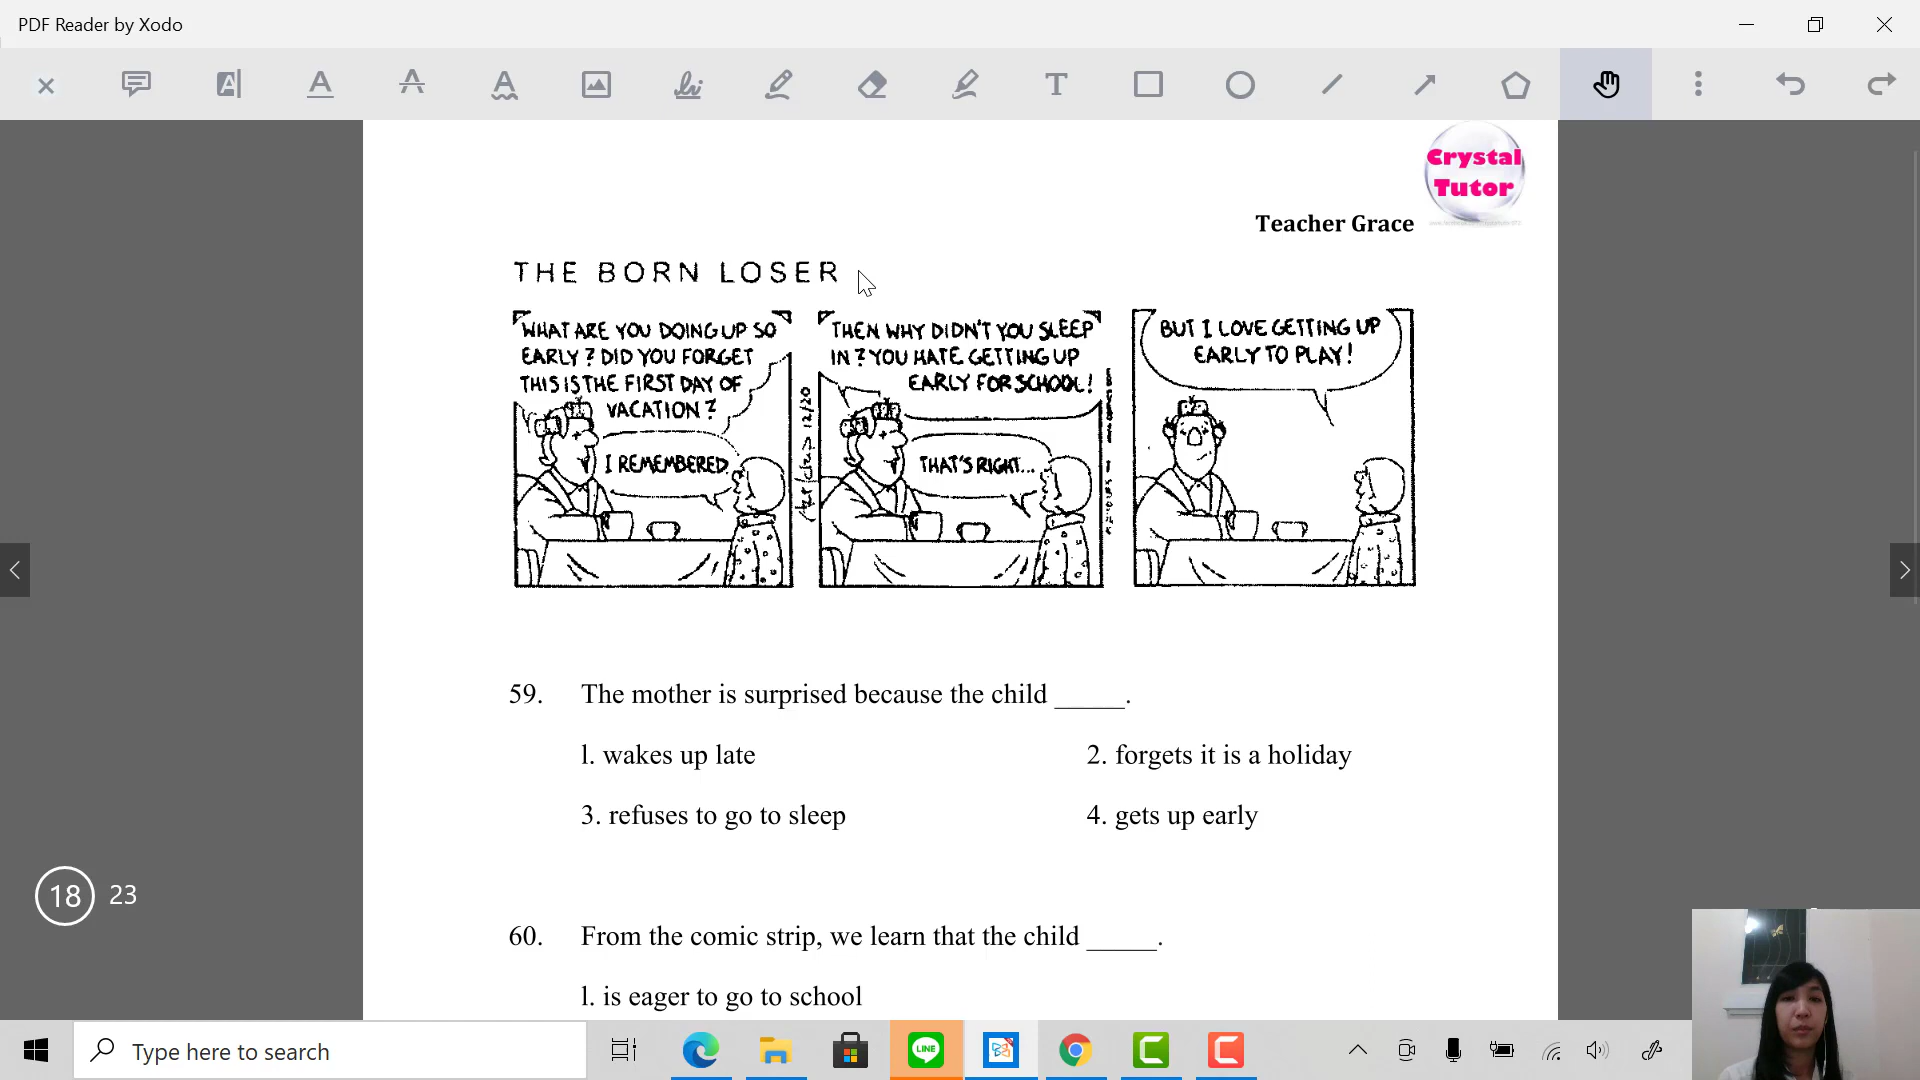 PDF Reader by Xodo
Crystal
Tutor
Teacher Grace
THE BORN LOSER
WHAT ARE YOU DOING UP SO
EARLY? DID YOU FORGET
THIS IS THE FIRST DAY OF
VACATION?
I REMEMBERED.
THEN WHY DIDN'T YOU SLEEP
IN? YOU HATE GETTING UP
EARLY FOR SCHOOL!
THAT'S RIGHT...
BUT I LOVE GETTING UP
EARLY TO PLAY!
12/20
59. The mother is surprised because the child _____.
l. wakes up late
2. forgets it is a holiday
3. refuses to go to sleep
4. gets up early
60. From the comic strip, we learn that the child _____.
l. is eager to go to school
18 23
Type here to search
LINE